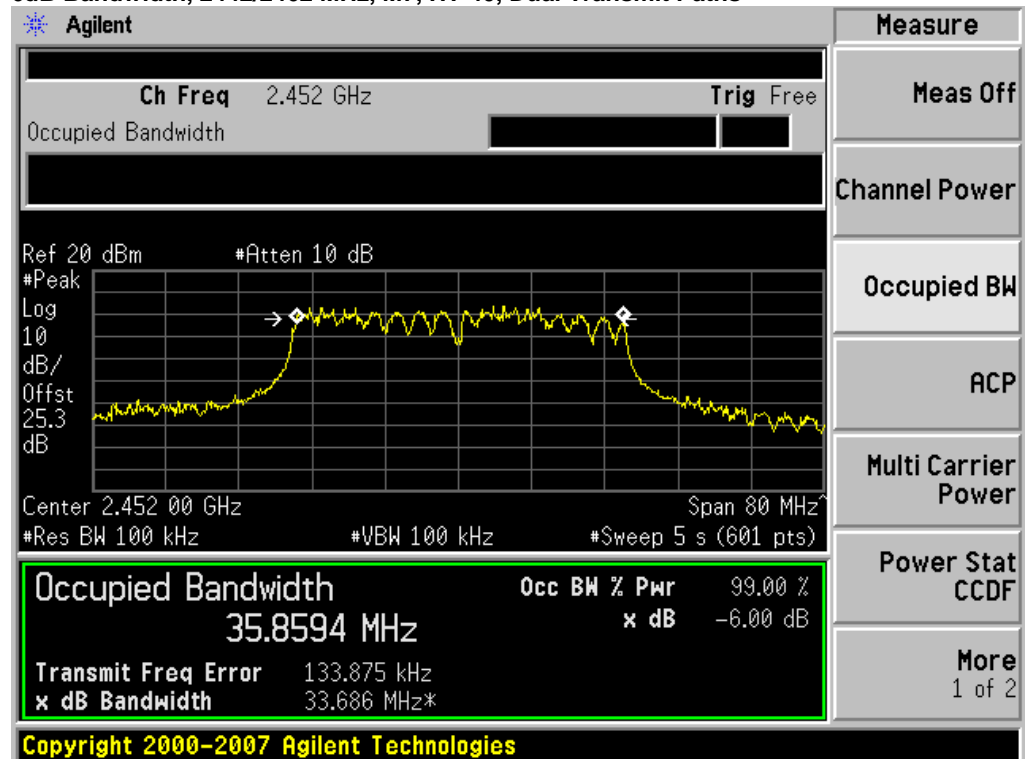 Agilent
Measure
Ch Freq 2.452 GHz Trig Free
Occupied Bandwidth
Meas Off
Channel Power
Occupied BW
ACP
Multi Carrier
Power
Power Stat
CCDF
More
1 of 2
Ref 20 dBm #Atten 10 dB
#Peak
Log
10
dB/
Offst
25.3
dB
Center 2.452 00 GHz Span 80 MHz^
#Res BW 100 kHz #VBW 100 kHz #Sweep 5 s (601 pts)
Occupied Bandwidth Occ BW % Pwr 99.00 %
35.8594 MHz x dB -6.00 dB
Transmit Freq Error 133.875 kHz
x dB Bandwidth 33.686 MHz*
Copyright 2000-2007 Agilent Technologies